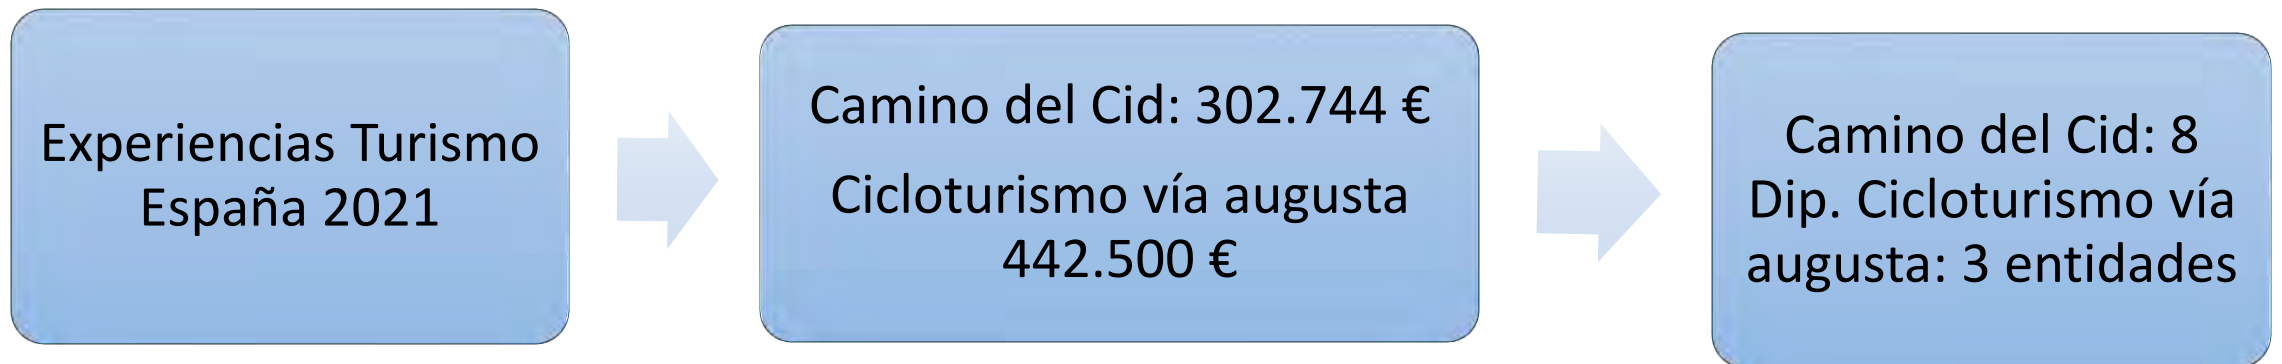 Experiencias Turismo
España 2021
Camino del Cid: 302.744 €
Cicloturismo vía augusta
442.500 €
Camino del Cid: 8
Dip. Cicloturismo vía
augusta: 3 entidades